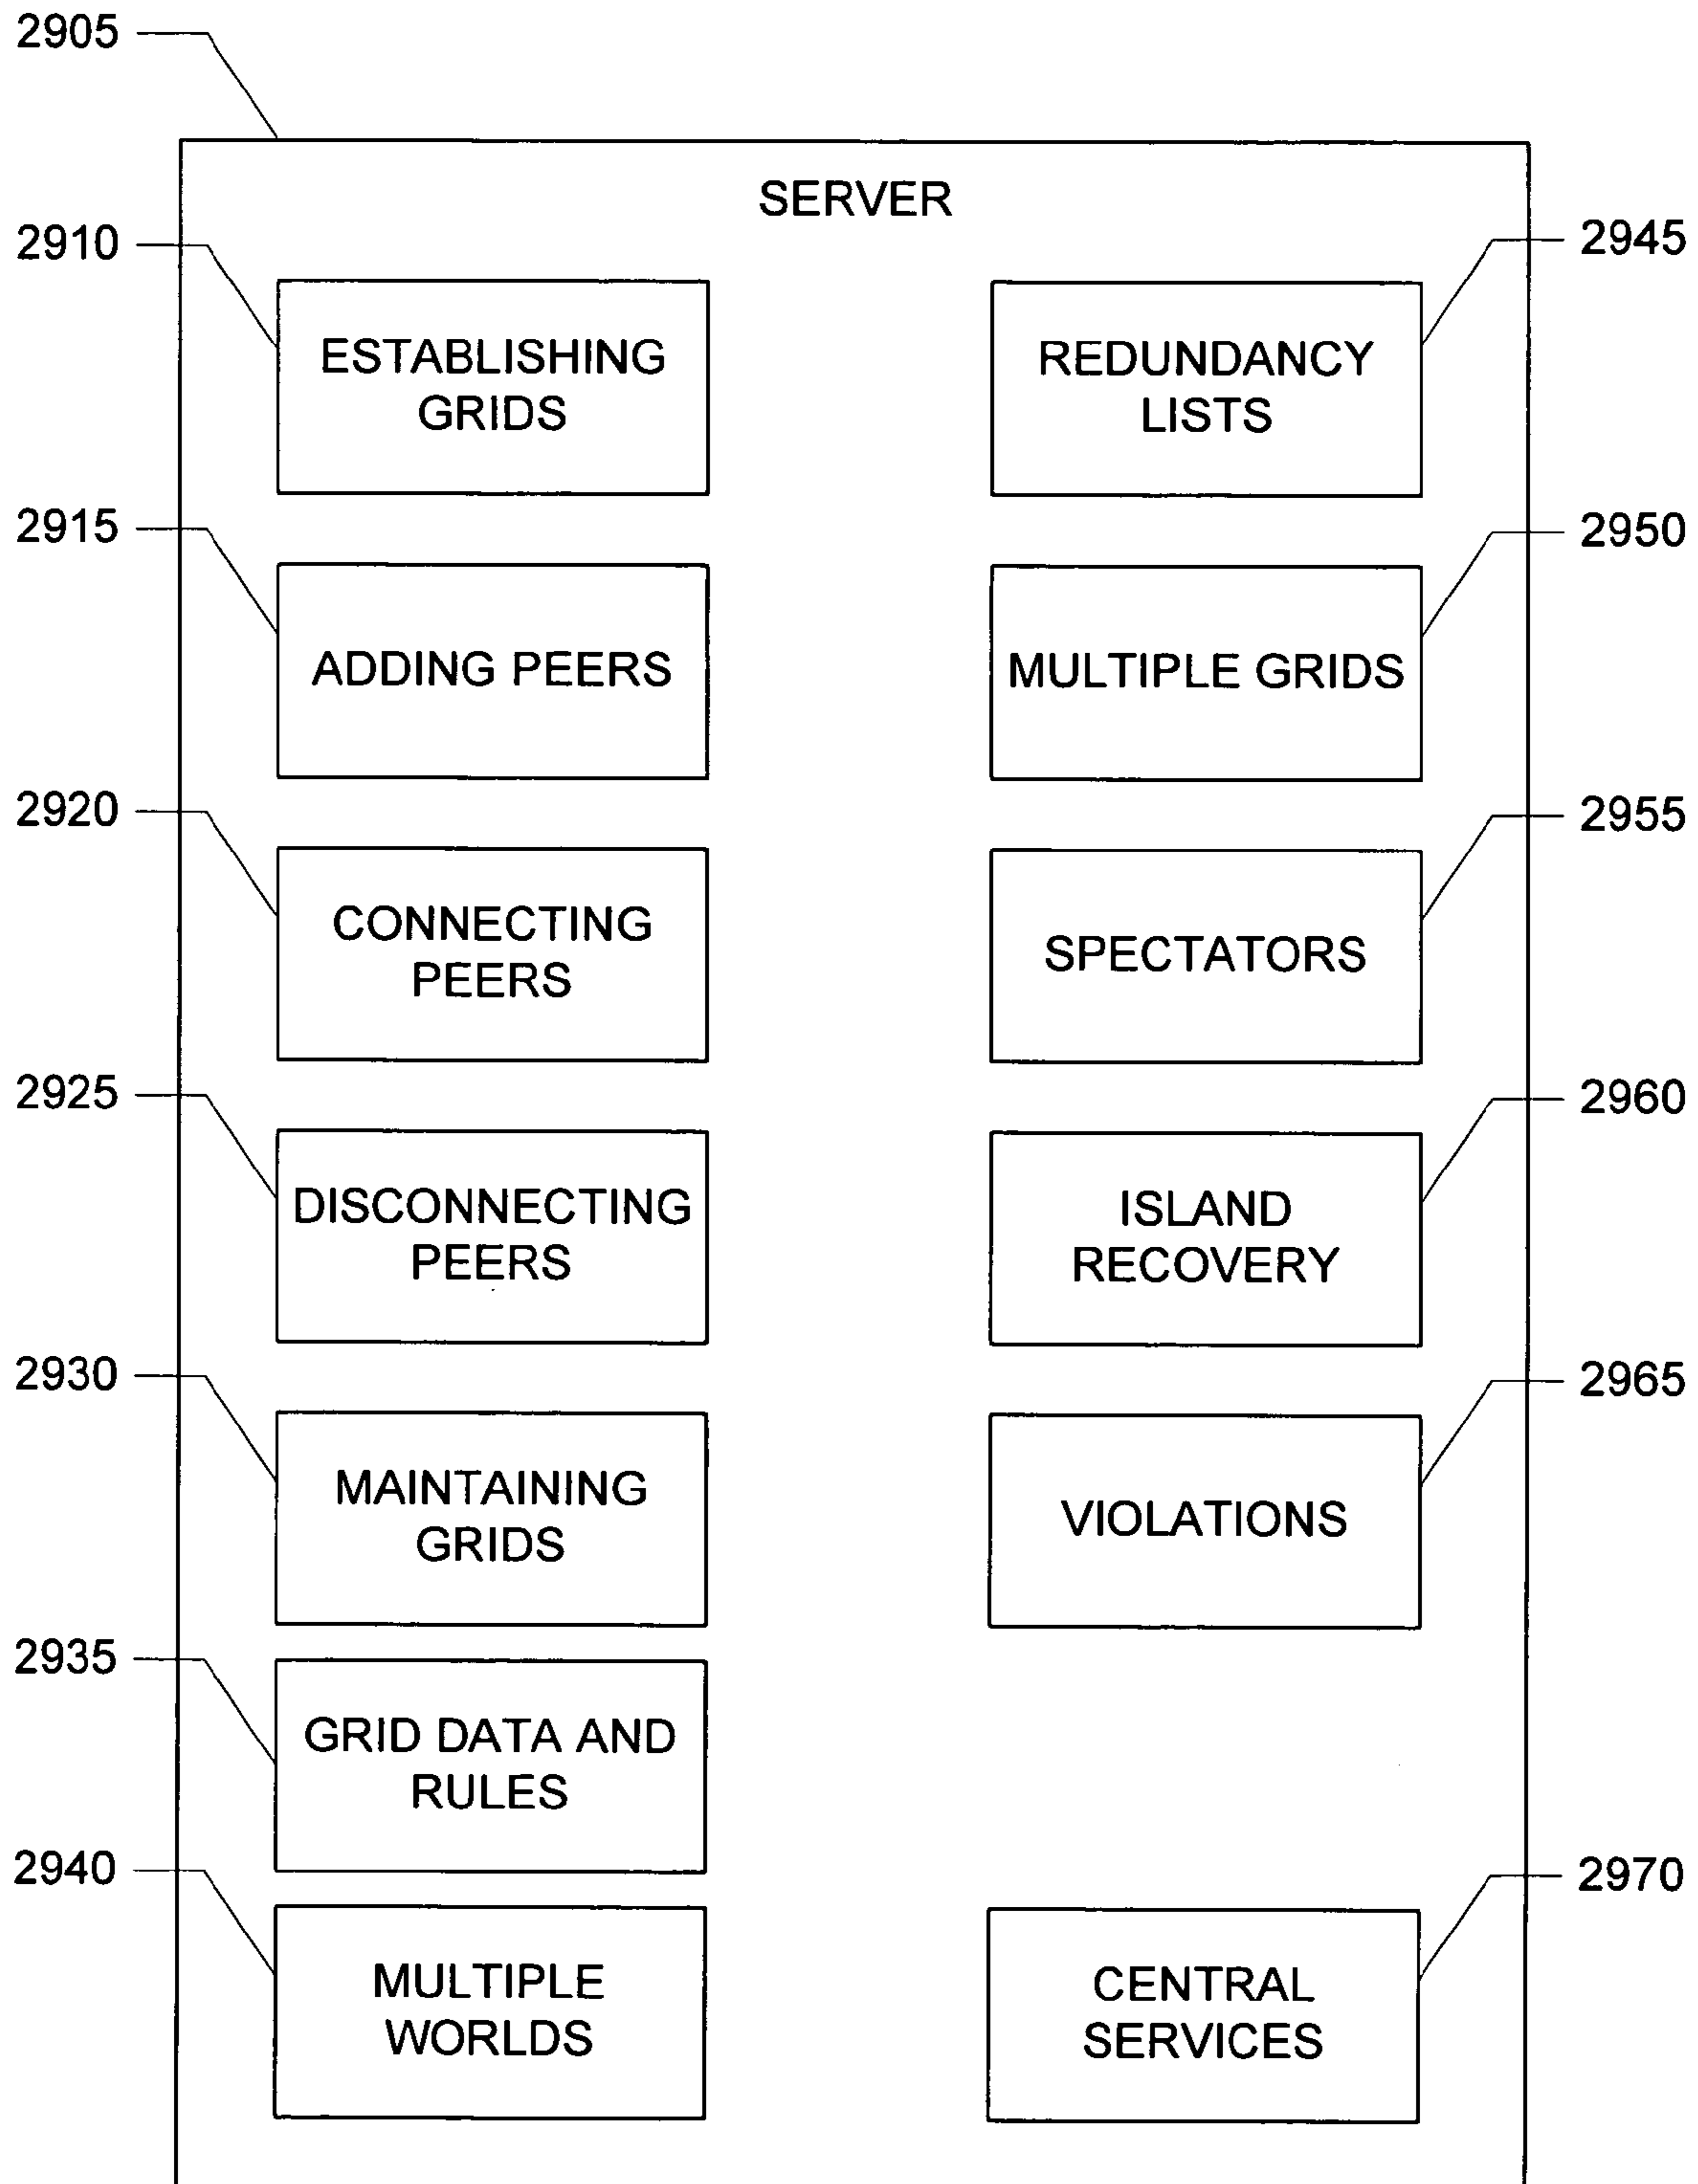 2905
SERVER
2910
ESTABLISHING
GRIDS
2915
ADDING PEERS
2920
CONNECTING
PEERS
2925
DISCONNECTING
PEERS
2930
MAINTAINING
GRIDS
2935
GRID DATA AND
RULES
2940
MULTIPLE
WORLDS
2945
REDUNDANCY
LISTS
2950
MULTIPLE GRIDS
2955
SPECTATORS
2960
ISLAND
RECOVERY
2965
VIOLATIONS
2970
CENTRAL
SERVICES